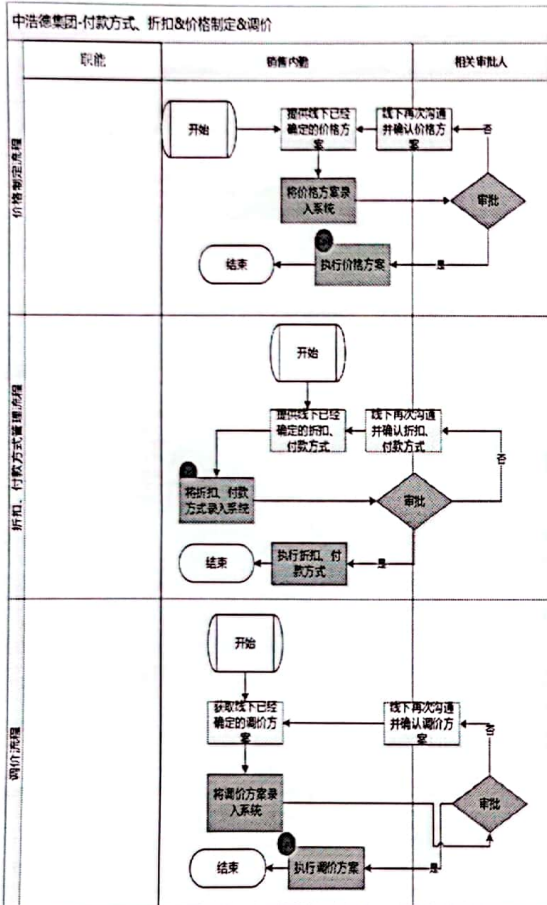 中浩德集团-付款方式、折扣&价格制定&调价
职能
销售内勤
相关审批人
价格制定流程
开始
提供线下已经
确定的价格方
案
线下再次沟通
并确认价格方
案
否
将价格方案录
入系统
审批
是
执行价格方案
结束
折扣、付款方式管理流程
开始
提供线下已经
确定的折扣、
付款方式
线下再次沟通
并确认折扣、
付款方式
否
将折扣、付款
方式录入系统
审批
是
执行折扣、付
款方式
结束
调价流程
开始
获取线下已经
确定的调价方
案
线下再次沟通
并确认调价方
案
否
将调价方案录
入系统
审批
是
执行调价方案
结束